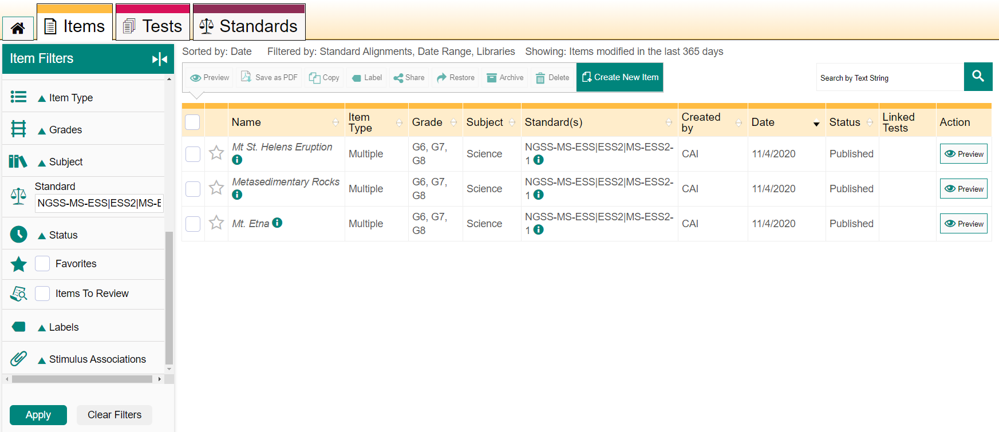 Items
Tests
Standards
Item Filters
Item Type
Grades
Subject
Standard
NGSS-MS-ESS|ESS2|MS-E
Status
Favorites
Items To Review
Labels
Stimulus Associations
Apply
Clear Filters
Sorted by: Date
Filtered by: Standard Alignments, Date Range, Libraries
Showing: Items modified in the last 365 days
Preview
Save as PDF
Copy
Label
Share
Restore
Archive
Delete
Create New Item
Search by Text String
Name
Item
Type
Grade
Subject
Standard(s)
Created
by
Date
Status
Linked
Tests
Action
Mt St. Helens Eruption
Multiple
G6, G7,
G8
Science
NGSS-MS-ESS|ESS2|MS-ESS2-
1
CAI
11/4/2020
Published
Preview
Metasedimentary Rocks
Multiple
G6, G7,
G8
Science
NGSS-MS-ESS|ESS2|MS-ESS2-
1
CAI
11/4/2020
Published
Preview
Mt. Etna
Multiple
G6, G7,
G8
Science
NGSS-MS-ESS|ESS2|MS-ESS2-
1
CAI
11/4/2020
Published
Preview